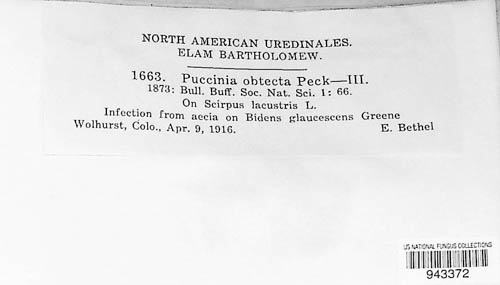 NORTH AMERICAN UREDINALES.
ELAM BARTHOLOMEW.
1663. Puccinia obtecta Peck—III.
1873: Bull. Buff. Soc. Nat. Sci. 1: 66.
On Scirpus lacustris L.
Infection from aecia on Bidens glaucescens Greene
Wolhurst, Colo., Apr. 9, 1916. E. Bethel
US NATIONAL FUNGUS COLLECTIONS
943372